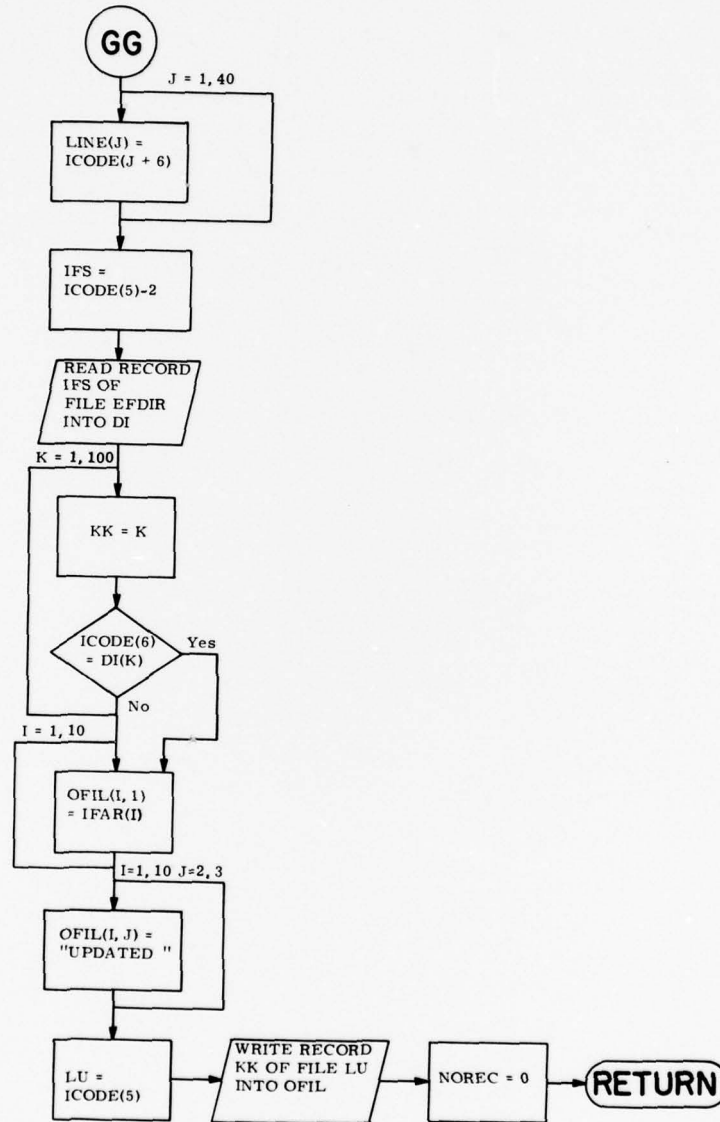 GG
J = 1, 40
LINE(J) =
ICODE(J + 6)
IFS =
ICODE(5)-2
READ RECORD
IFS OF
FILE EFDIR
INTO DI
K = 1, 100
KK = K
ICODE(6)
= DI(K)
Yes
No
I = 1, 10
OFIL(I, 1)
= IFAR(I)
I=1, 10 J=2, 3
OFIL(I, J) =
"UPDATED "
LU =
ICODE(5)
WRITE RECORD
KK OF FILE LU
INTO OFIL
NOREC = 0
RETURN